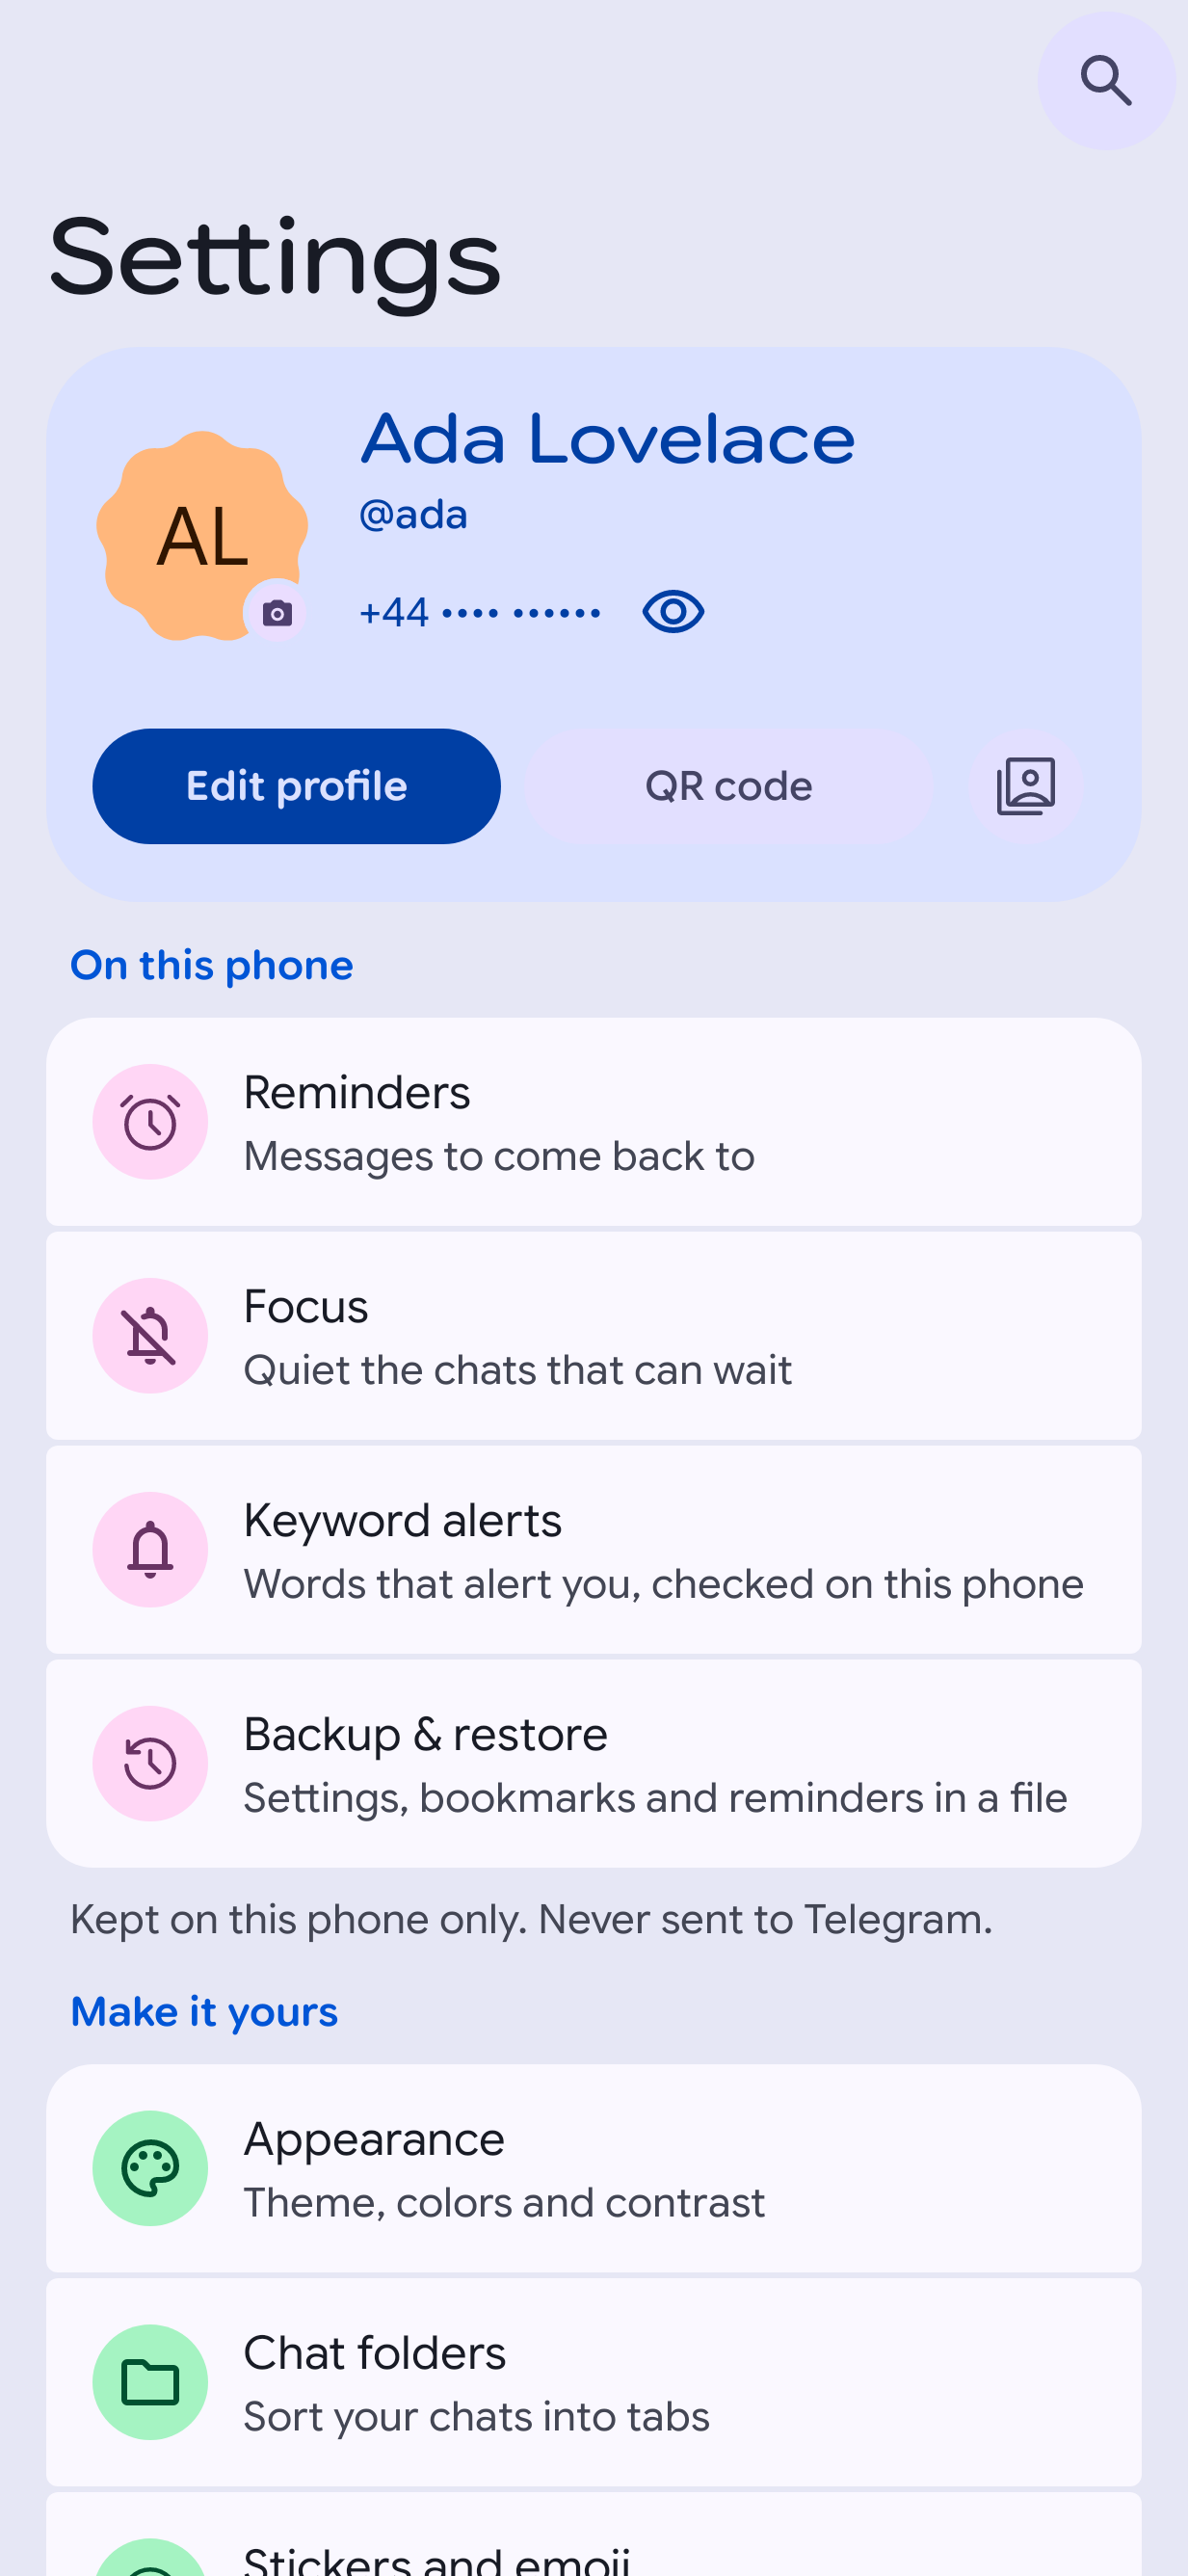 Settings
Ada Lovelace
@ada
AL
+44 •••• ••••••
Edit profile
QR code
On this phone
Reminders
Messages to come back to
Focus
Quiet the chats that can wait
Keyword alerts
Words that alert you, checked on this phone
Backup & restore
Settings, bookmarks and reminders in a file
Kept on this phone only. Never sent to Telegram.
Make it yours
Appearance
Theme, colors and contrast
Chat folders
Sort your chats into tabs
Stickers and emoji